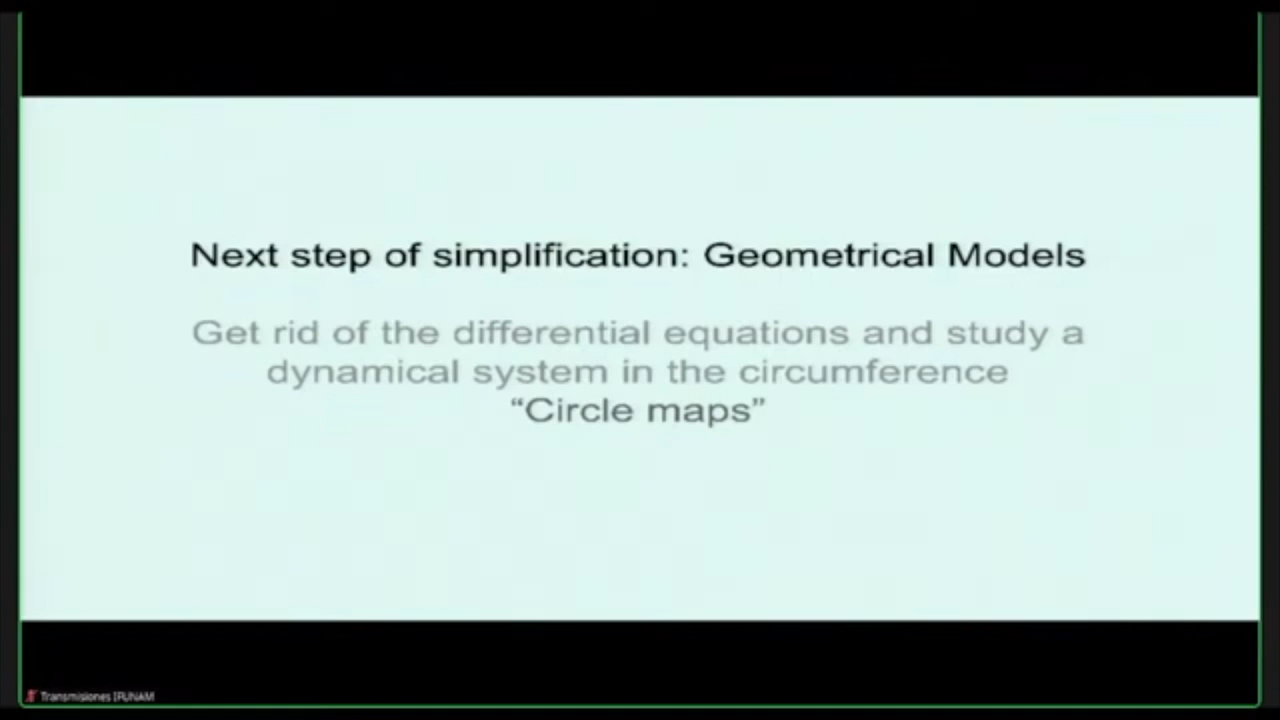 Next step of simplification: Geometrical Models
Get rid of the differential equations and study a
dynamical system in the circumference
“Circle maps”
Transmisiones IFUNAM